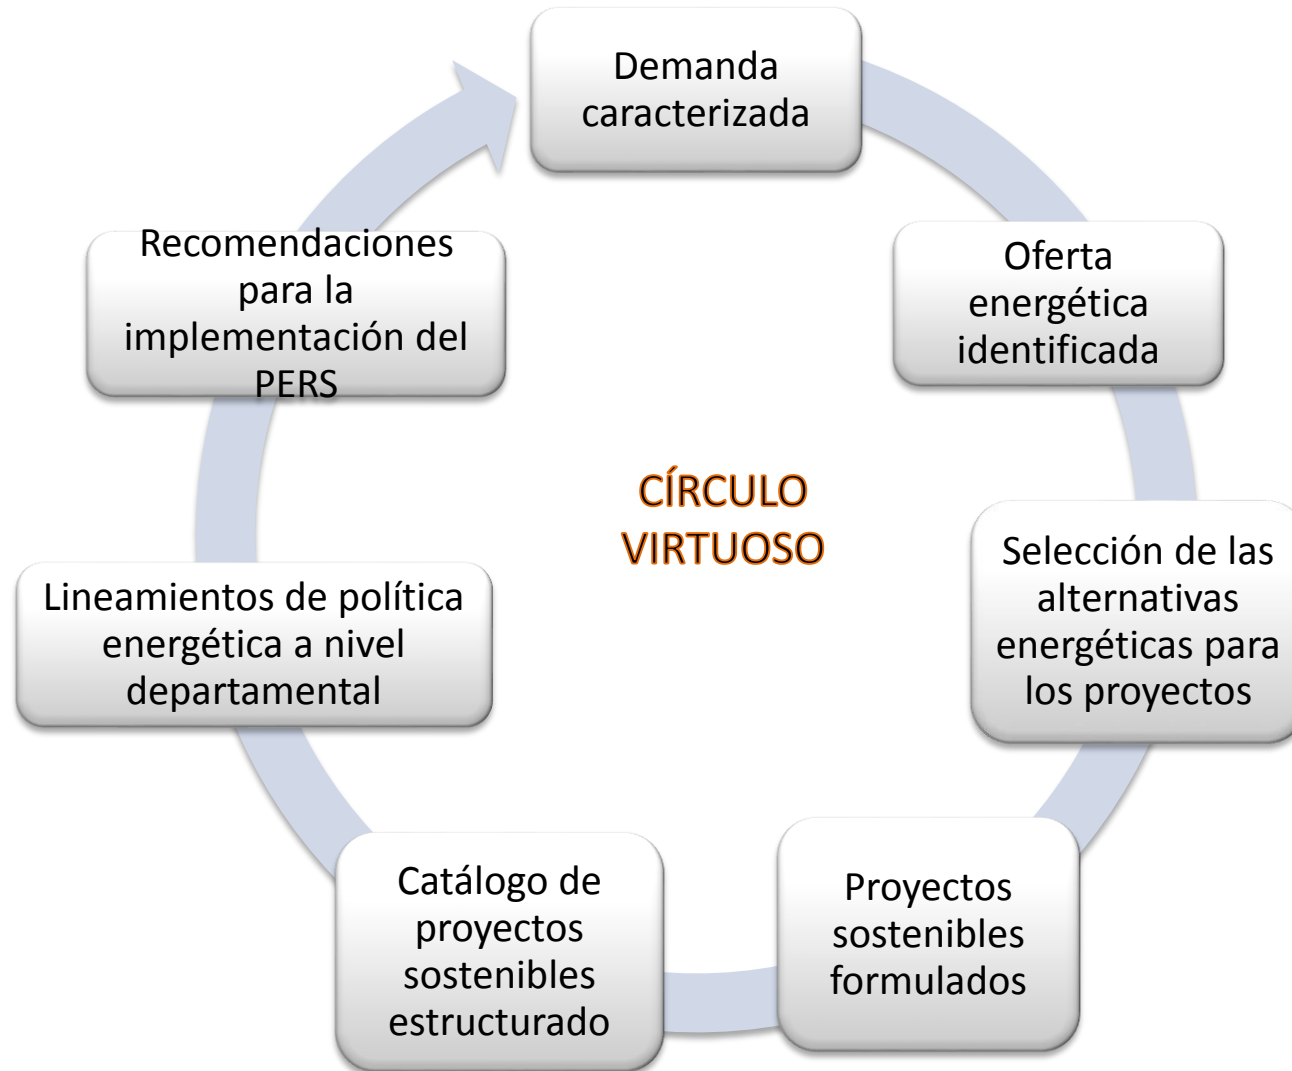 Demanda
caracterizada
Oferta
energética
identificada
Selección de las
alternativas
energéticas para
los proyectos
Proyectos
sostenibles
formulados
Catálogo de
proyectos
sostenibles
estructurado
Lineamientos de política
energética a nivel
departamental
Recomendaciones
para la
implementación del
PERS
CÍRCULO
VIRTUOSO